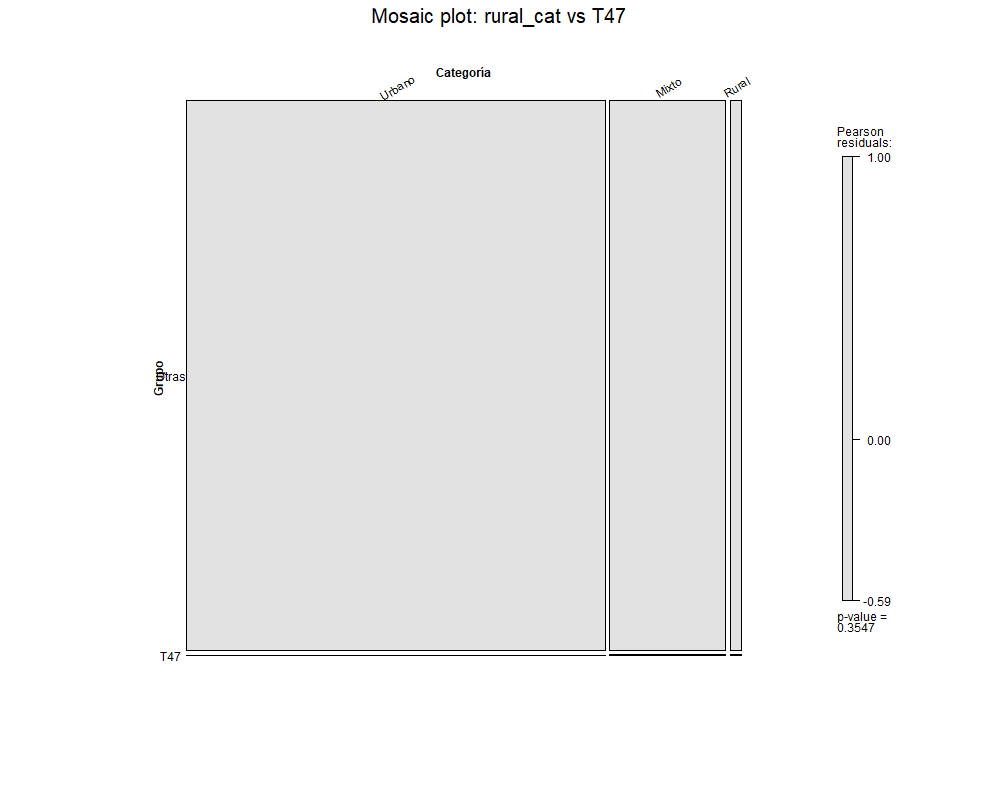 Mosaic plot: rural_cat vs T47
Categoría
Urbano
Mixto
Rural
Pearson
residuals:
1.00
0.00
-0.59
p-value =
0.3547
Grupo
Otras
T47